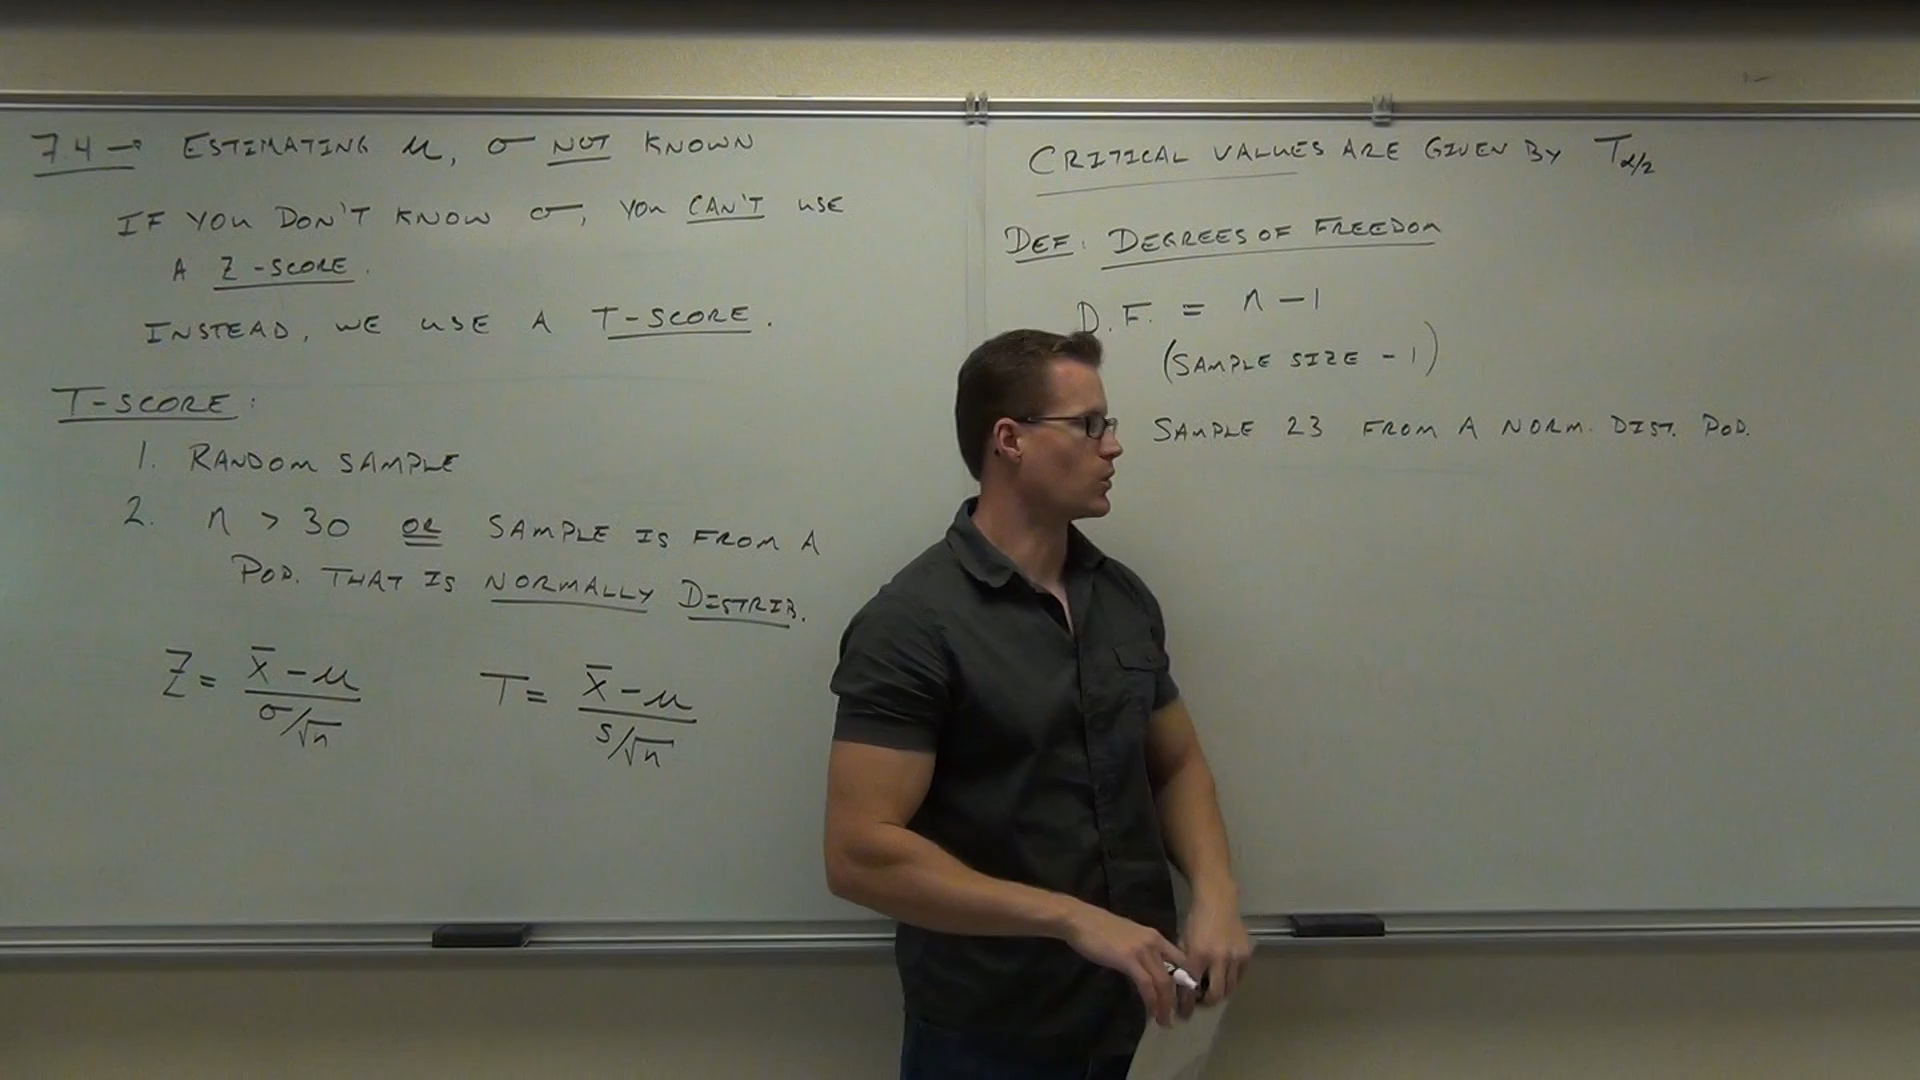 7.4 → ESTIMATING μ, σ NOT KNOWN
IF YOU DON'T KNOW σ, YOU CAN'T USE
A Z-SCORE.
INSTEAD, WE USE A T-SCORE.
T-SCORE:
1. RANDOM SAMPLE
2. n > 30 OR SAMPLE IS FROM A
POP. THAT IS NORMALLY DISTRIB.
Z = (x̄ - μ) / (σ/√n)
T = (x̄ - μ) / (s/√n)
CRITICAL VALUES ARE GIVEN BY T α/2
DEF: DEGREES OF FREEDOM
D.F. = n - 1
(SAMPLE SIZE - 1)
SAMPLE 23 FROM A NORM. DIST. POP.